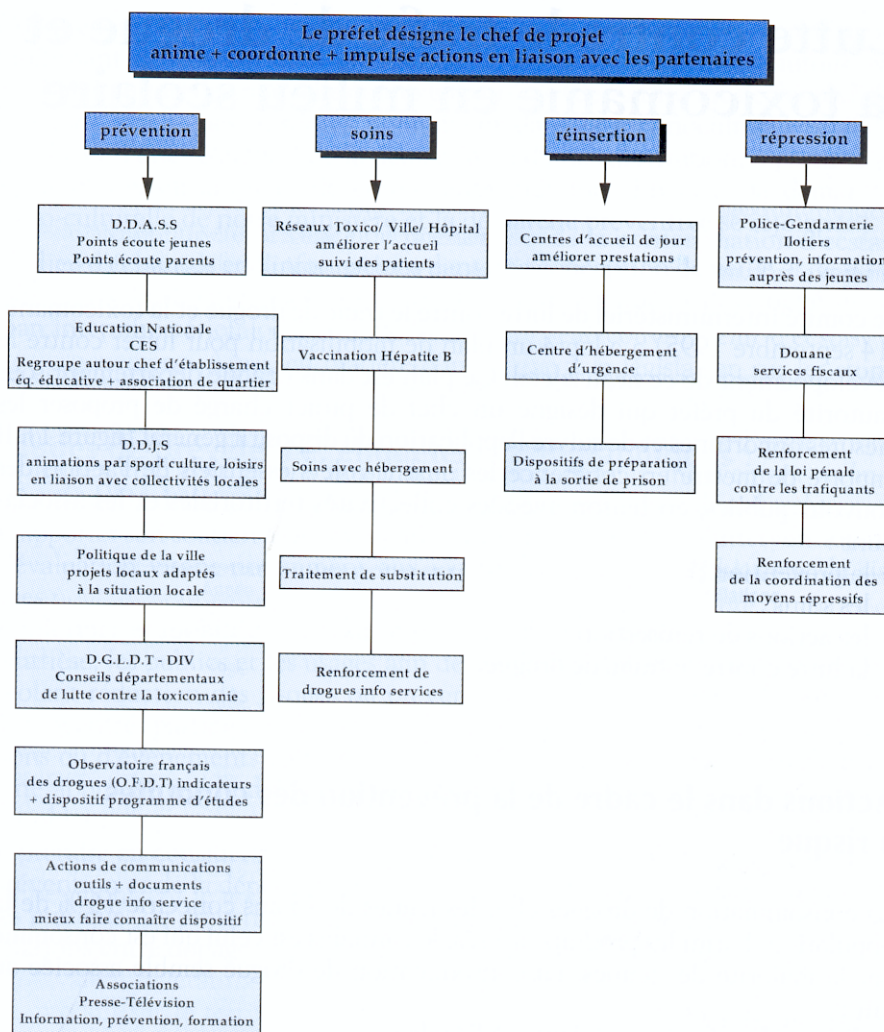 Le préfet désigne le chef de projet
anime + coordonne + impulse actions en liaison avec les partenaires
prévention
D.D.A.S.S
Points écoute jeunes
Points écoute parents
Education Nationale
CES
Regroupe autour chef d'établissement
éq. éducative + association de quartier
D.D.J.S
animations par sport culture, loisirs
en liaison avec collectivités locales
Politique de la ville
projets locaux adaptés
à la situation locale
D.G.L.D.T - DIV
Conseils départementaux
de lutte contre la toxicomanie
Observatoire français
des drogues (O.F.D.T) indicateurs
+ dispositif programme d'études
Actions de communications
outils + documents
drogue info service
mieux faire connaître dispositif
Associations
Presse-Télévision
Information, prévention, formation
soins
Réseaux Toxico/ Ville/ Hôpital
améliorer l'accueil
suivi des patients
Vaccination Hépatite B
Soins avec hébergement
Traitement de substitution
Renforcement de
drogues info services
réinsertion
Centres d'accueil de jour
améliorer prestations
Centre d'hébergement
d'urgence
Dispositifs de préparation
à la sortie de prison
répression
Police-Gendarmerie
Ilotiers
prévention, information
auprès des jeunes
Douane
services fiscaux
Renforcement
de la loi pénale
contre les trafiquants
Renforcement
de la coordination des
moyens répressifs